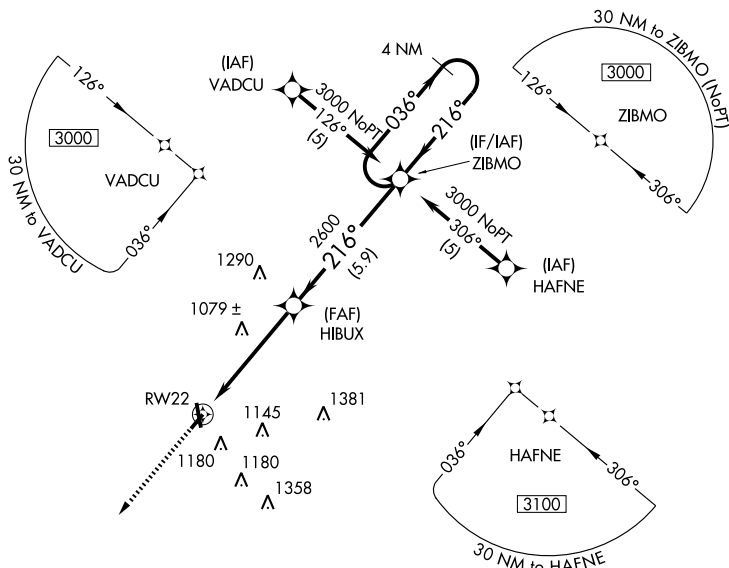 30 NM to ZIBMO (NoPT)
4 NM
(IAF)
VADCU
126°
3000
3000 NoPT
126°
(5)
036°
216°
126°
ZIBMO
(IF/IAF)
ZIBMO
3000
VADCU
306°
30 NM to VADCU
036°
3000 NoPT
306°
(5)
2600
216°
(5.9)
1290
(IAF)
HAFNE
1079 ±
(FAF)
HIBUX
RW22
1145
1381
1180
1180
1358
HAFNE
036°
306°
3100
30 NM to HAFNE